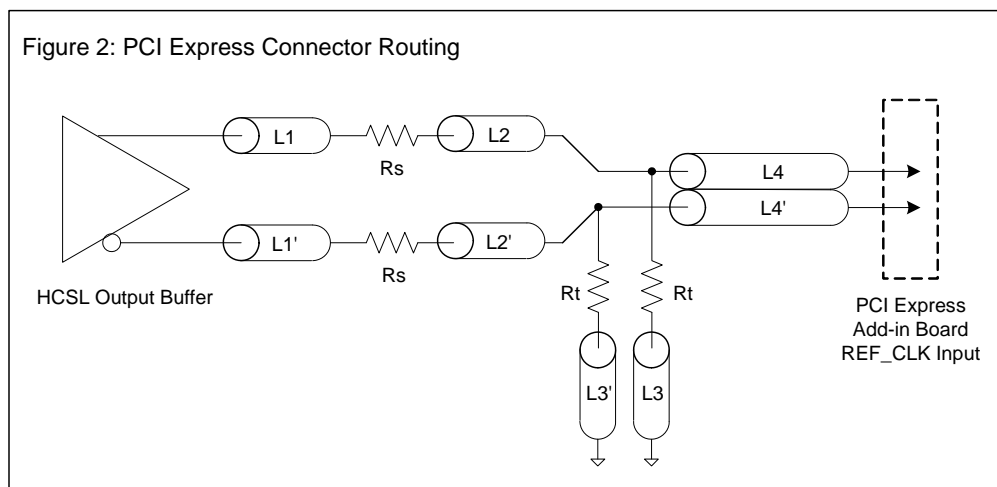 Figure 2: PCI Express Connector Routing
L1
Rs
L2
L4
L4'
L1'
Rs
L2'
HCSL Output Buffer
Rt
Rt
L3'
L3
PCI Express
Add-in Board
REF_CLK Input